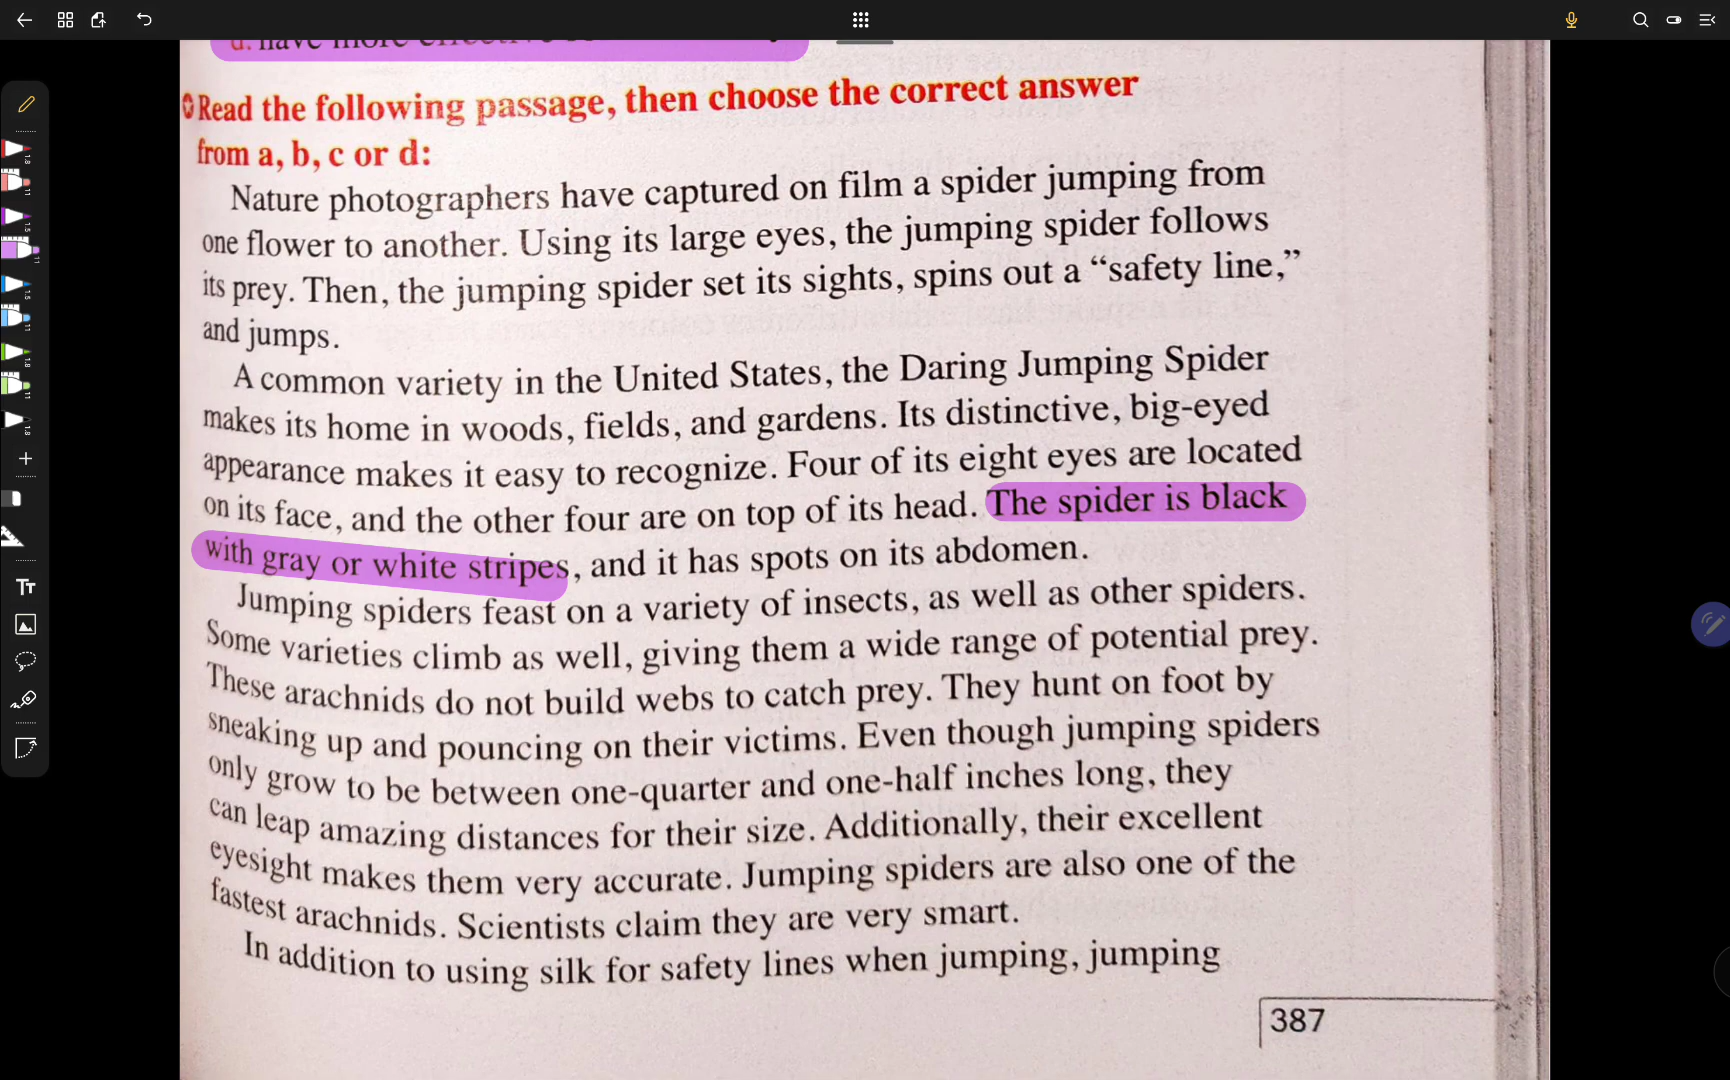 d. have more effective
Read the following passage, then choose the correct answer
from a, b, c or d:
Nature photographers have captured on film a spider jumping from
one flower to another. Using its large eyes, the jumping spider follows
its prey. Then, the jumping spider set its sights, spins out a “safety line,”
and jumps.
A common variety in the United States, the Daring Jumping Spider
makes its home in woods, fields, and gardens. Its distinctive, big-eyed
appearance makes it easy to recognize. Four of its eight eyes are located
on its face, and the other four are on top of its head. The spider is black
with gray or white stripes, and it has spots on its abdomen.
Jumping spiders feast on a variety of insects, as well as other spiders.
Some varieties climb as well, giving them a wide range of potential prey.
These arachnids do not build webs to catch prey. They hunt on foot by
sneaking up and pouncing on their victims. Even though jumping spiders
only grow to be between one-quarter and one-half inches long, they
can leap amazing distances for their size. Additionally, their excellent
eyesight makes them very accurate. Jumping spiders are also one of the
fastest arachnids. Scientists claim they are very smart.
In addition to using silk for safety lines when jumping, jumping
387